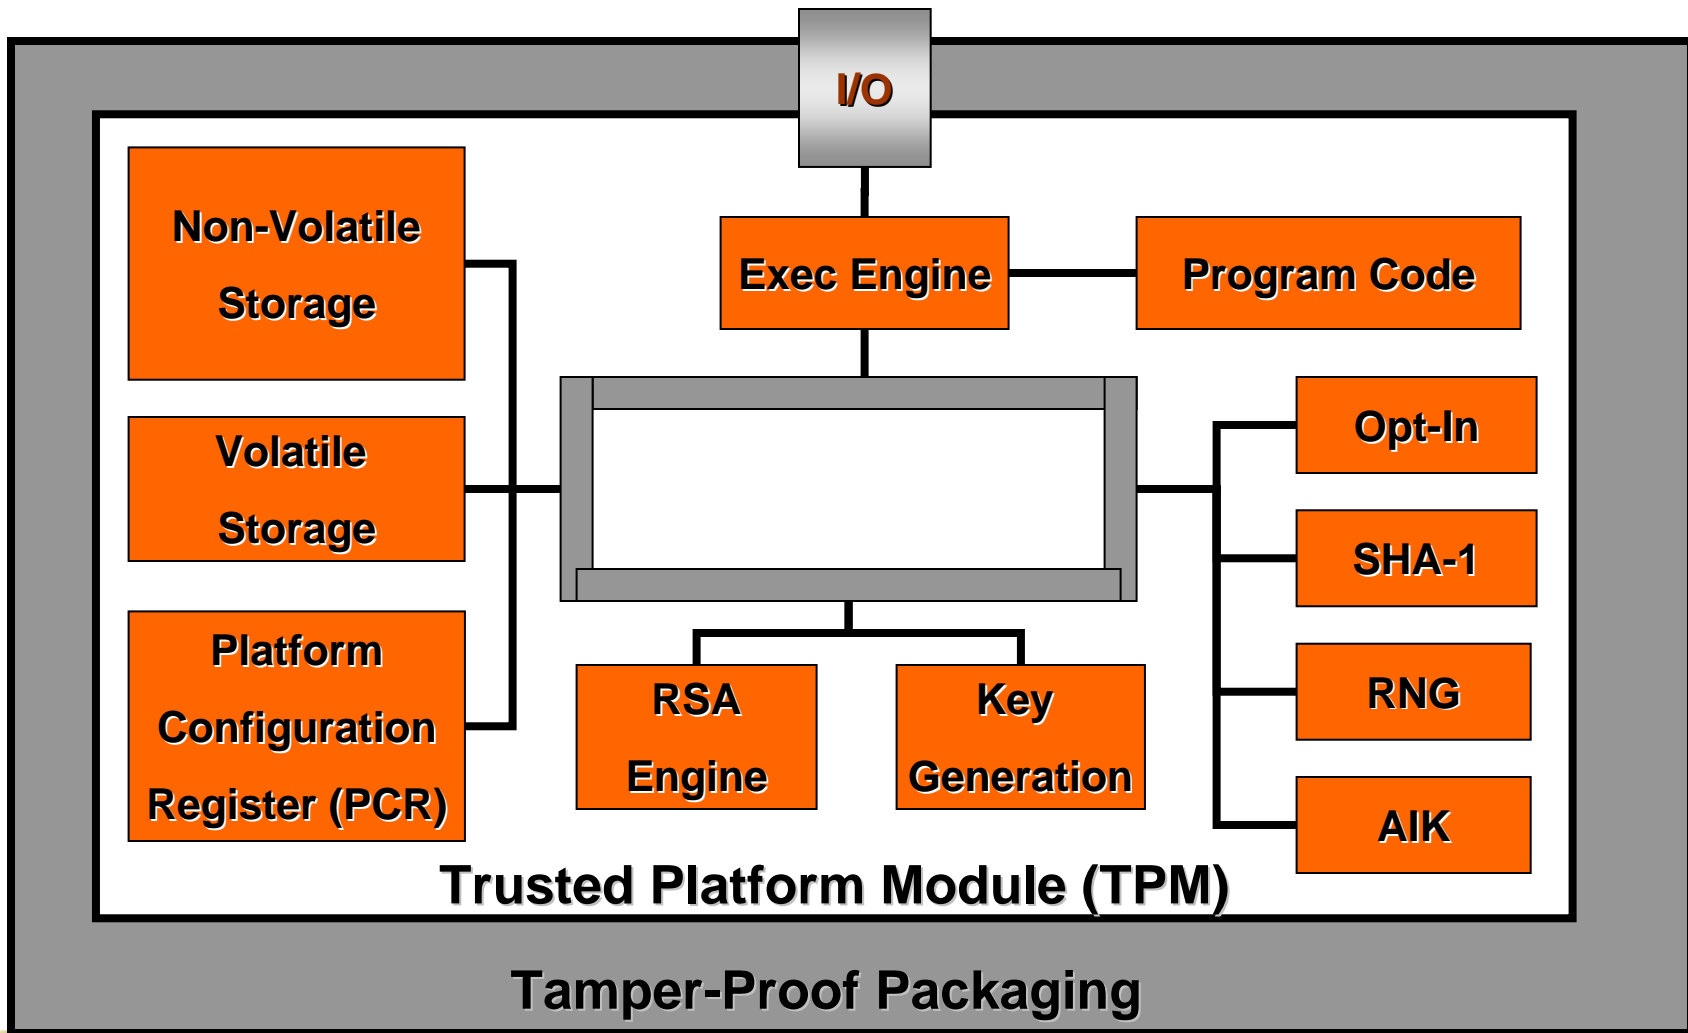 I/O
Non-Volatile
Storage
Exec Engine
Program Code
Volatile
Storage
Opt-In
SHA-1
Platform
Configuration
Register (PCR)
RSA
Engine
Key
Generation
RNG
AIK
Trusted Platform Module (TPM)
Tamper-Proof Packaging